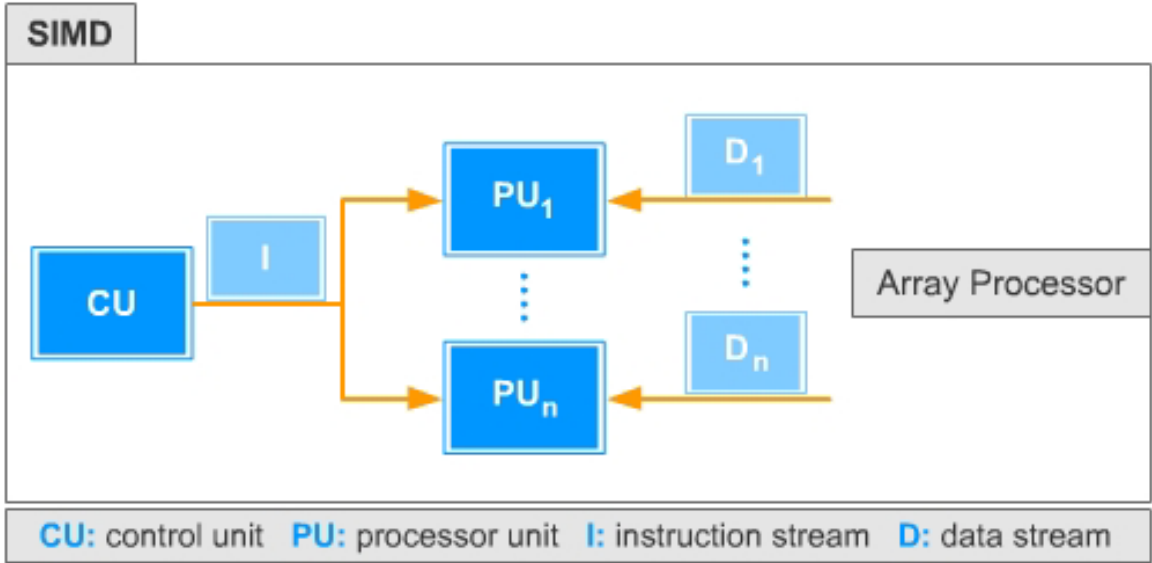 SIMD
CU
I
PU₁
PUₙ
D₁
Dₙ
Array Processor
CU: control unit PU: processor unit I: instruction stream D: data stream